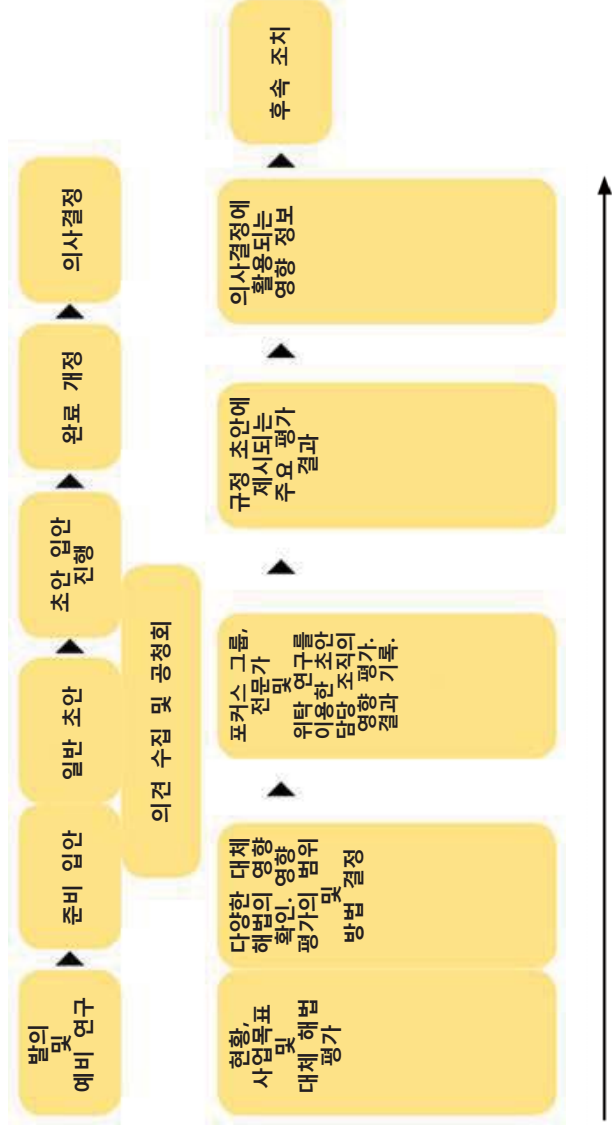 발의
및
예비 연구
준비 입안
일반 초안
초안 입안
진행
완료 개정
의사결정
의견 수집 및 공청회
현황,
사업목표
및
대체 해법
평가
다양한 대체
해법의 영향
확인. 영향
평가의 범위
및
방법 결정
포커스 그룹,
전문가
및
위탁 연구를
이용한 초안
담당 조직의
영향 평가.
결과 기록.
규정 초안에
제시되는
주요 평가
결과
의사결정에
활용되는
영향 정보
후속 조치